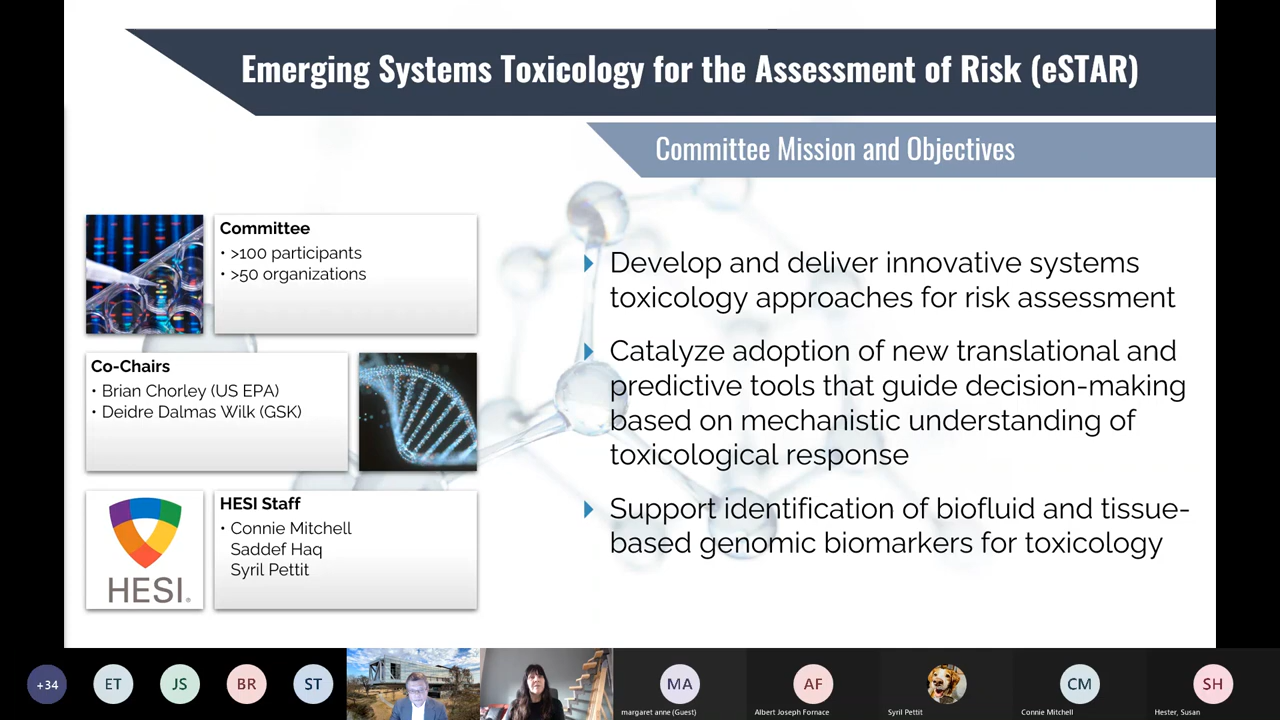 Emerging Systems Toxicology for the Assessment of Risk (eSTAR)
Committee Mission and Objectives
Committee
• >100 participants
• >50 organizations
Co-Chairs
• Brian Chorley (US EPA)
• Deidre Dalmas Wilk (GSK)
HESI®
HESI Staff
• Connie Mitchell
Saddef Haq
Syril Pettit
Develop and deliver innovative systems
toxicology approaches for risk assessment
Catalyze adoption of new translational and
predictive tools that guide decision-making
based on mechanistic understanding of
toxicological response
Support identification of biofluid and tissue-
based genomic biomarkers for toxicology
+34
ET
JS
BR
ST
MA
margaret anne (Guest)
AF
Albert Joseph Fornace
Syril Pettit
CM
Connie Mitchell
SH
Hester, Susan